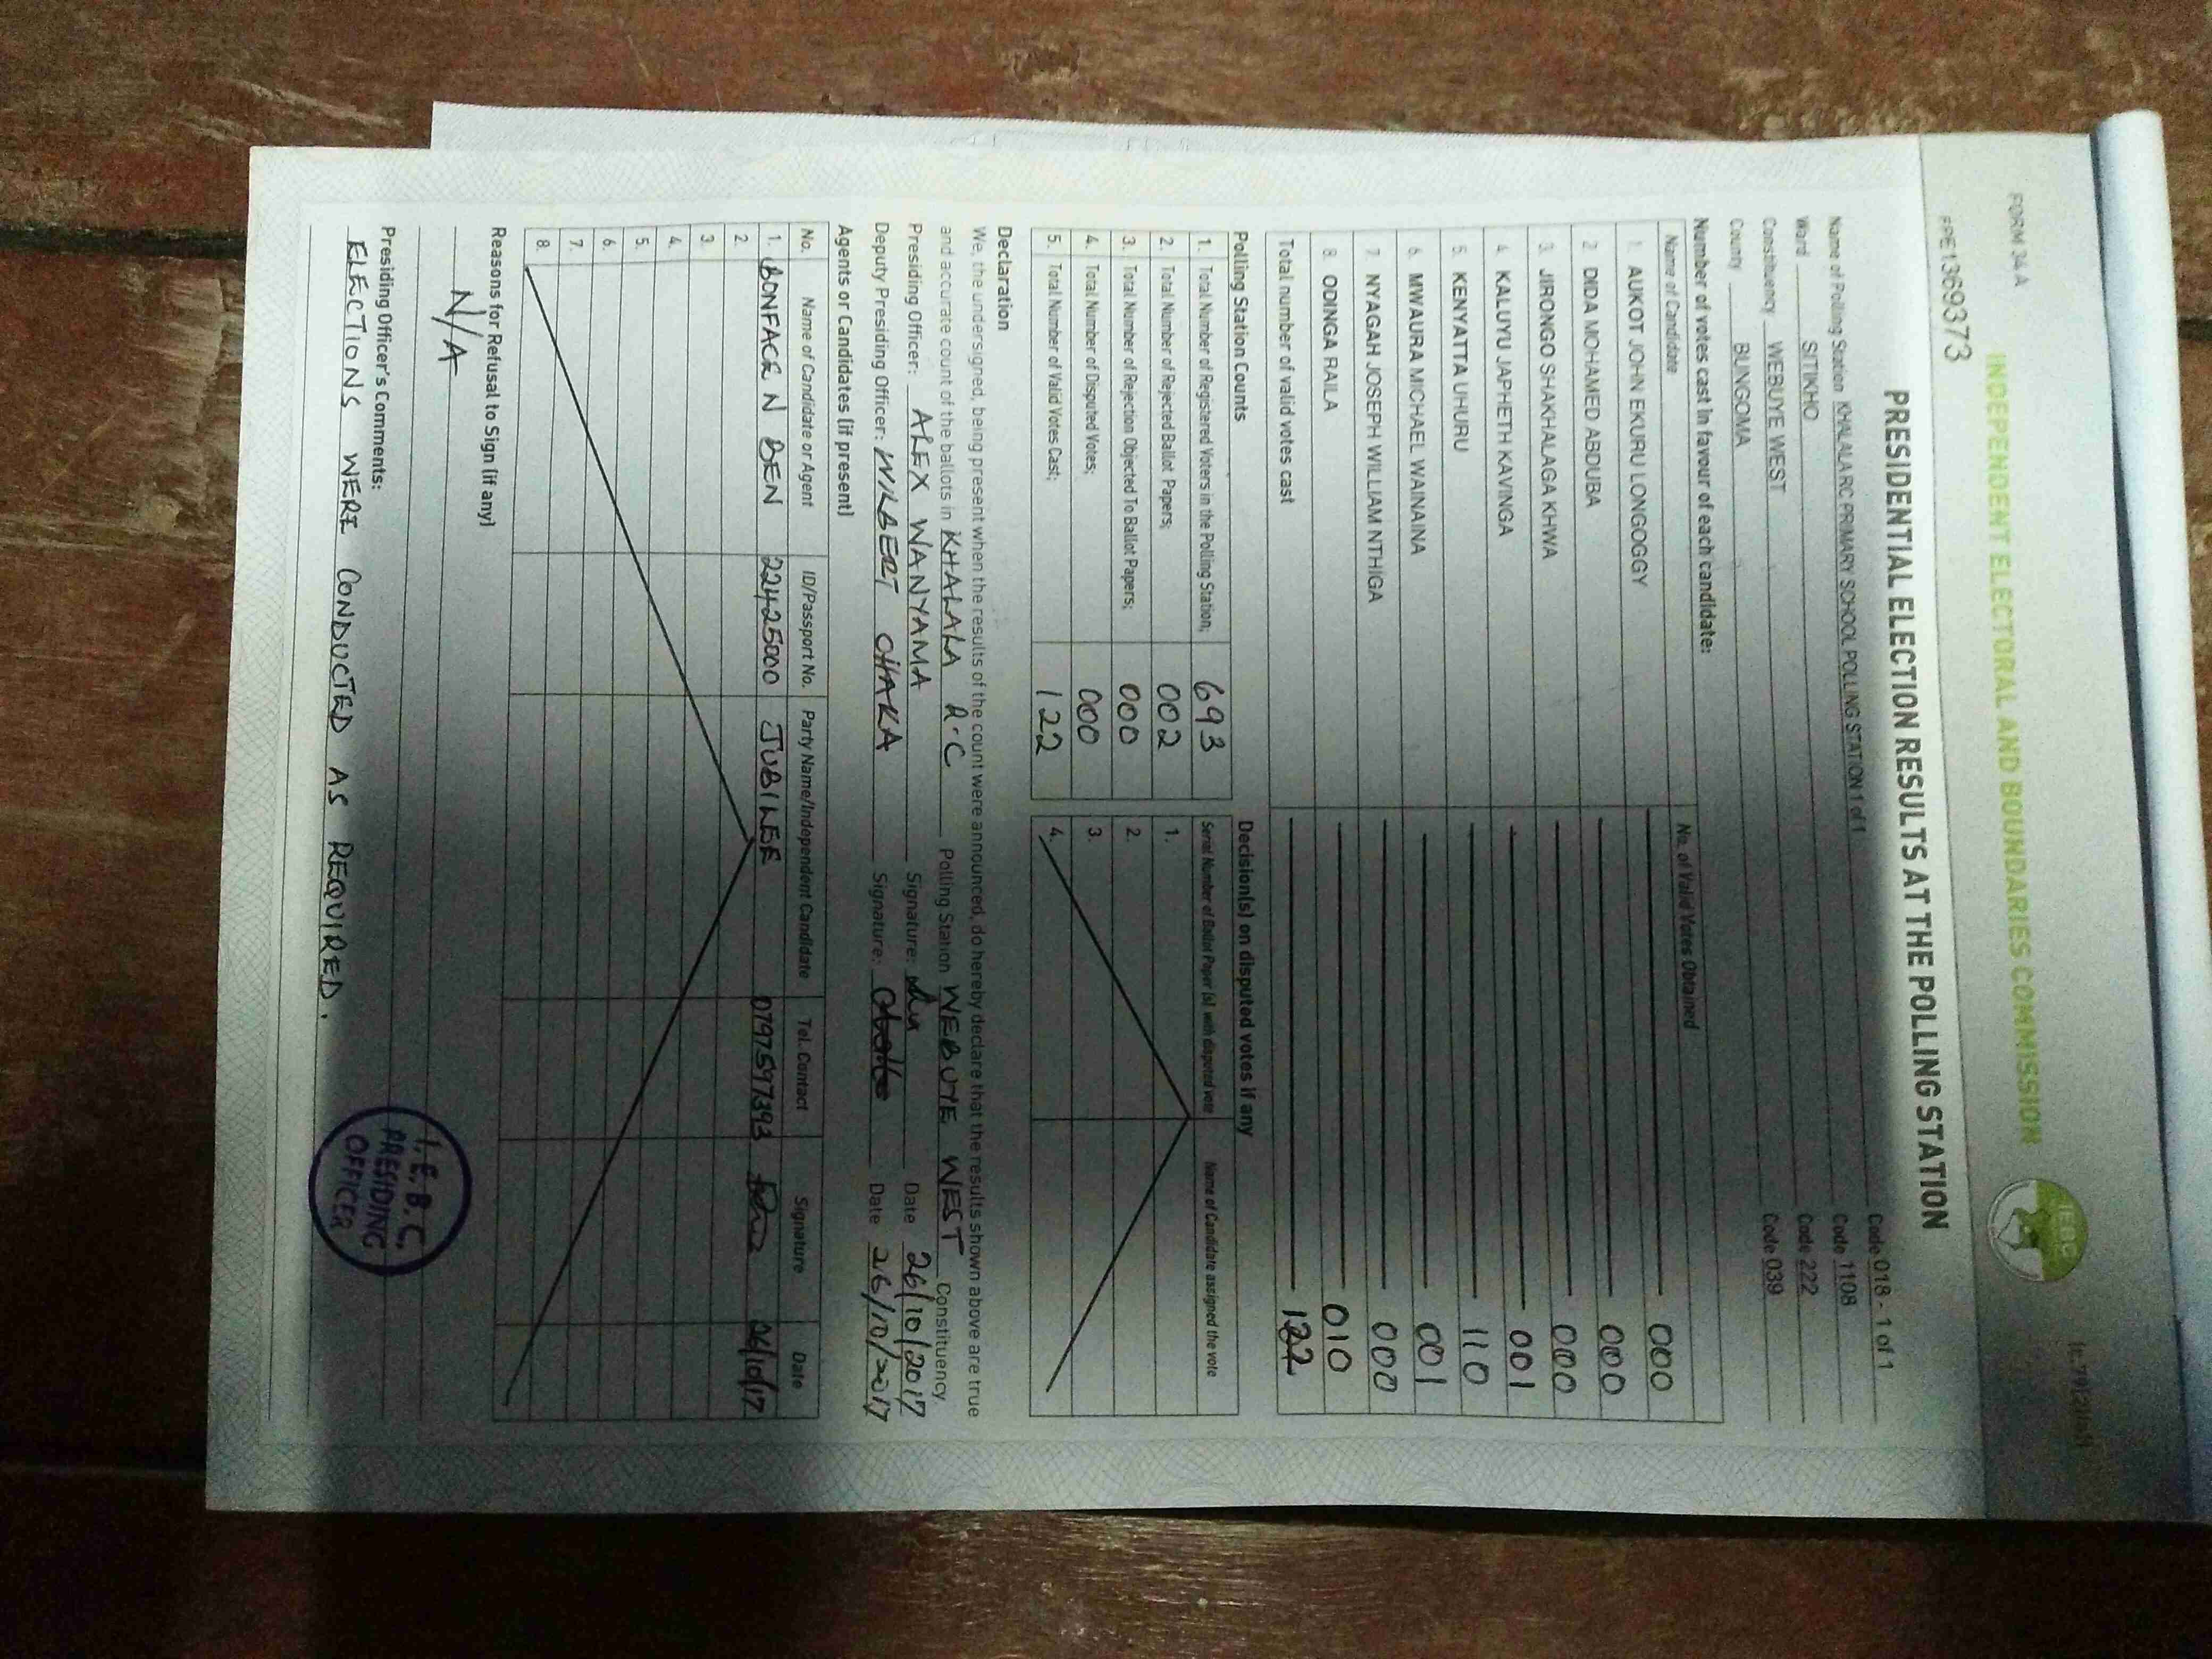 FORM 34A
INDEPENDENT ELECTORAL AND BOUNDARIES COMMISSION
IEBC
FPE1369373
PRESIDENTIAL ELECTION RESULTS AT THE POLLING STATION
Code 018 - 1 of 1
Name of Polling Station KHALALA RC PRIMARY SCHOOL POLLING STATION 1 of 1 Code 1108
Ward SITIKHO Code 222
Constituency WEBUYE WEST Code 039
County BUNGOMA
Number of votes cast in favour of each candidate:
Name of Candidate No. of Valid Votes Obtained
1. AUKOT JOHN EKURU LONGOGGY 000
2. DIDA MOHAMED ABDUBA 000
3. JIRONGO SHAKHALAGA KHWA 000
4. KALUYU JAPHETH KAVINGA 001
5. KENYATTA UHURU 110
6. MWAURA MICHAEL WAINAINA 001
7. NYAGAH JOSEPH WILLIAM NTHIGA 000
8. ODINGA RAILA 010
Total number of valid votes cast 122
Polling Station Counts
1. Total Number of Registered Voters in the Polling Station; 693
2. Total Number of Rejected Ballot Papers; 002
3. Total Number of Rejection Objected To Ballot Papers; 000
4. Total Number of Disputed Votes; 000
5. Total Number of Valid Votes Cast; 122
Decision(s) on disputed votes if any
Serial Number of Ballot Paper (s) with disputed vote Name of Candidate assigned the vote
1.
2.
3.
4.
Declaration
We, the undersigned, being present when the results of the count were announced, do hereby declare that the results shown above are true
and accurate count of the ballots in KHALALA R.C Polling Station WEBUYE WEST Constituency
Presiding Officer: ALEX WANYAMA Signature: Date 26/10/2017
Deputy Presiding Officer: WILBERT CHAKA Signature: Date 26/10/2017
Agents or Candidates (if present)
No. Name of Candidate or Agent ID/Passport No. Party Name/Independent Candidate Tel. Contact Signature Date
1. BONFACE N BEN 22425000 JUBILEE 0797597393 26/10/17
2.
3.
4.
5.
6.
7.
8.
Reasons for Refusal to Sign (if any)
N/A
Presiding Officer's Comments:
ELECTIONS WERE CONDUCTED AS REQUIRED.
I.E.B.C.
PRESIDING
OFFICER